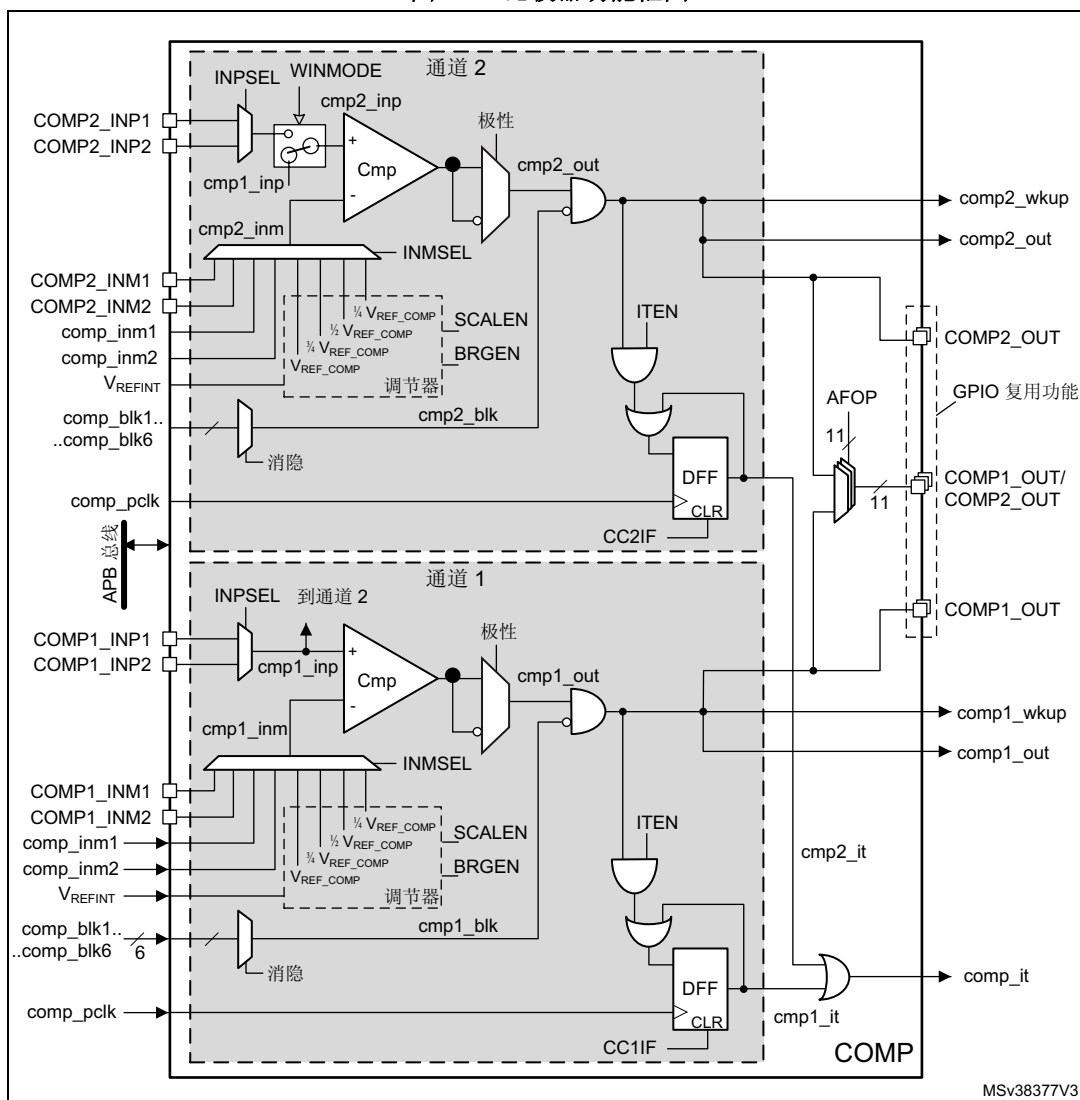 通道 2
INPSEL
WINMODE
cmp2_inp
COMP2_INP1
COMP2_INP2
cmp1_inp
+
-
Cmp
极性
cmp2_out
comp2_wkup
comp2_out
cmp2_inm
INMSEL
COMP2_INM1
COMP2_INM2
comp_inm1
comp_inm2
VREFINT
¼ VREF_COMP
½ VREF_COMP
¾ VREF_COMP
VREF_COMP
调节器
SCALEN
BRGEN
ITEN
COMP2_OUT
GPIO 复用功能
AFOP
11
11
COMP1_OUT/
COMP2_OUT
comp_blk1..
..comp_blk6
消隐
cmp2_blk
comp_pclk
DFF
CLR
CC2IF
APB 总线
通道 1
INPSEL
到通道 2
COMP1_INP1
COMP1_INP2
cmp1_inp
+
-
Cmp
极性
cmp1_out
COMP1_OUT
comp1_wkup
comp1_out
cmp1_inm
INMSEL
COMP1_INM1
COMP1_INM2
comp_inm1
comp_inm2
VREFINT
¼ VREF_COMP
½ VREF_COMP
¾ VREF_COMP
VREF_COMP
调节器
SCALEN
BRGEN
ITEN
cmp2_it
comp_blk1..
..comp_blk6
6
消隐
cmp1_blk
comp_pclk
DFF
CLR
CC1IF
cmp1_it
comp_it
COMP
MSv38377V3